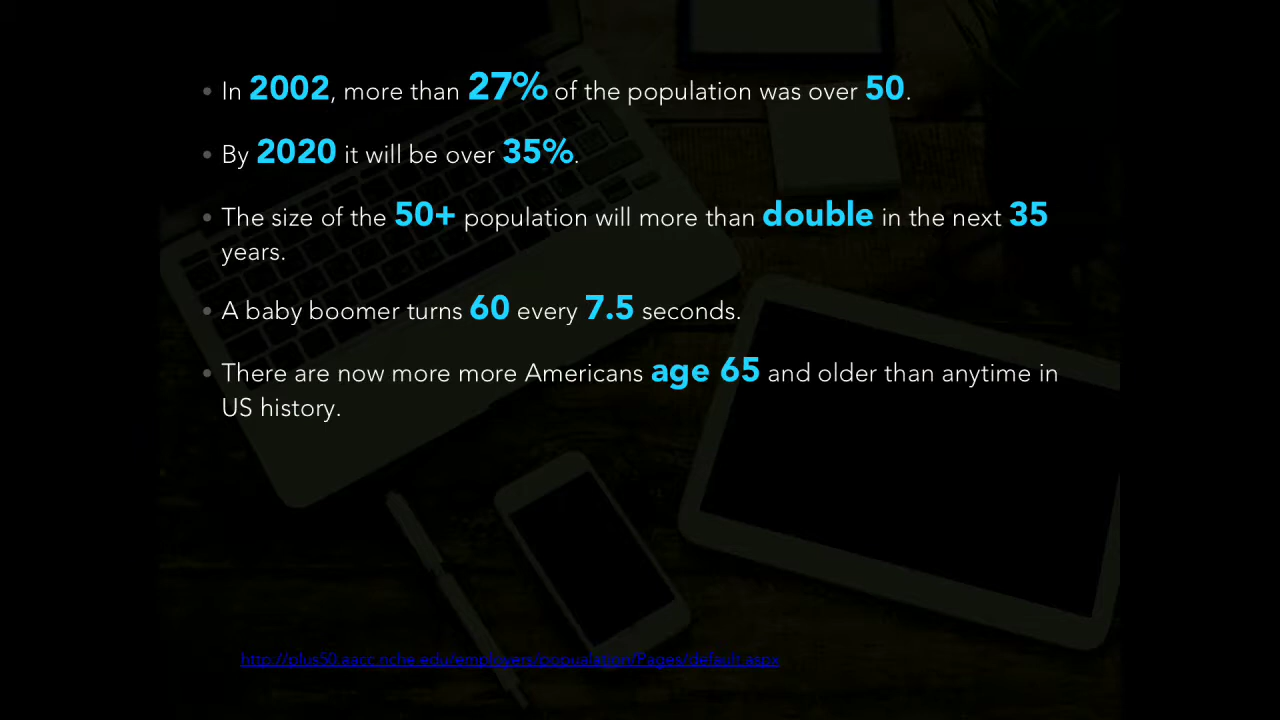 • In 2002, more than 27% of the population was over 50.
• By 2020 it will be over 35%.
• The size of the 50+ population will more than double in the next 35
years.
• A baby boomer turns 60 every 7.5 seconds.
• There are now more more Americans age 65 and older than anytime in
US history.
http://plus50.aacc.nche.edu/employers/popualation/Pages/default.aspx